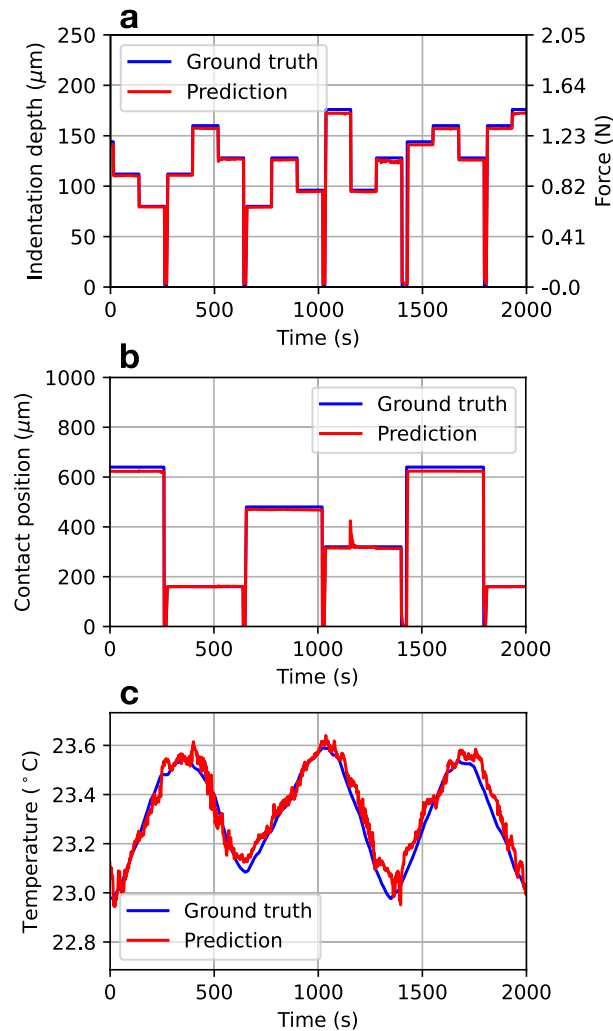 a
250
200
150
100
50
0
Indentation depth (μm)
2.05
1.64
1.23
0.82
0.41
-0.0
Force (N)
Ground truth
Prediction
0 500 1000 1500 2000
Time (s)
b
1000
800
600
400
200
0
Contact position (μm)
Ground truth
Prediction
0 500 1000 1500 2000
Time (s)
c
23.6
23.4
23.2
23.0
22.8
Temperature (°C)
Ground truth
Prediction
0 500 1000 1500 2000
Time (s)